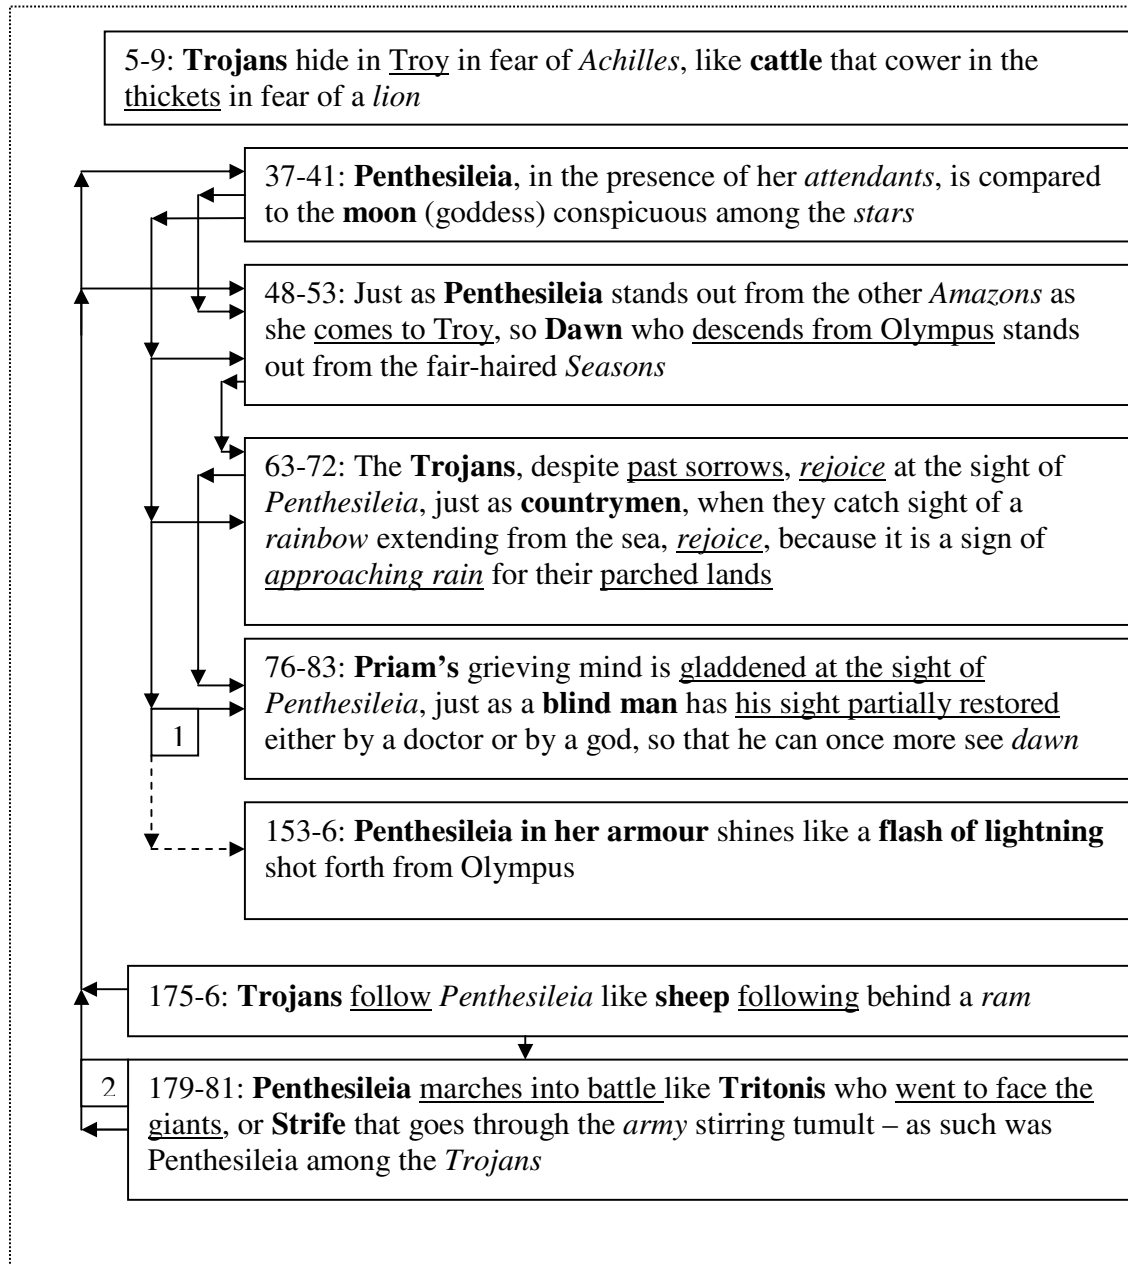 5-9: Trojans hide in Troy in fear of Achilles, like cattle that cower in the
thickets in fear of a lion
37-41: Penthesileia, in the presence of her attendants, is compared
to the moon (goddess) conspicuous among the stars
48-53: Just as Penthesileia stands out from the other Amazons as
she comes to Troy, so Dawn who descends from Olympus stands
out from the fair-haired Seasons
63-72: The Trojans, despite past sorrows, rejoice at the sight of
Penthesileia, just as countrymen, when they catch sight of a
rainbow extending from the sea, rejoice, because it is a sign of
approaching rain for their parched lands
76-83: Priam's grieving mind is gladdened at the sight of
Penthesileia, just as a blind man has his sight partially restored
either by a doctor or by a god, so that he can once more see dawn
1
153-6: Penthesileia in her armour shines like a flash of lightning
shot forth from Olympus
175-6: Trojans follow Penthesileia like sheep following behind a ram
2
179-81: Penthesileia marches into battle like Tritonis who went to face the
giants, or Strife that goes through the army stirring tumult – as such was
Penthesileia among the Trojans